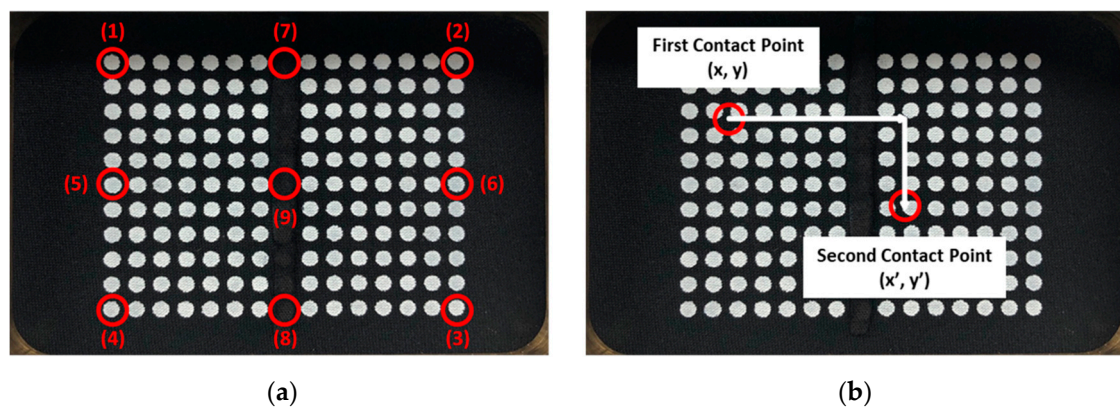 (1)
(7)
(2)
(5)
(9)
(6)
(4)
(8)
(3)
First Contact Point
(x, y)
Second Contact Point
(x’, y’)
(a)
(b)